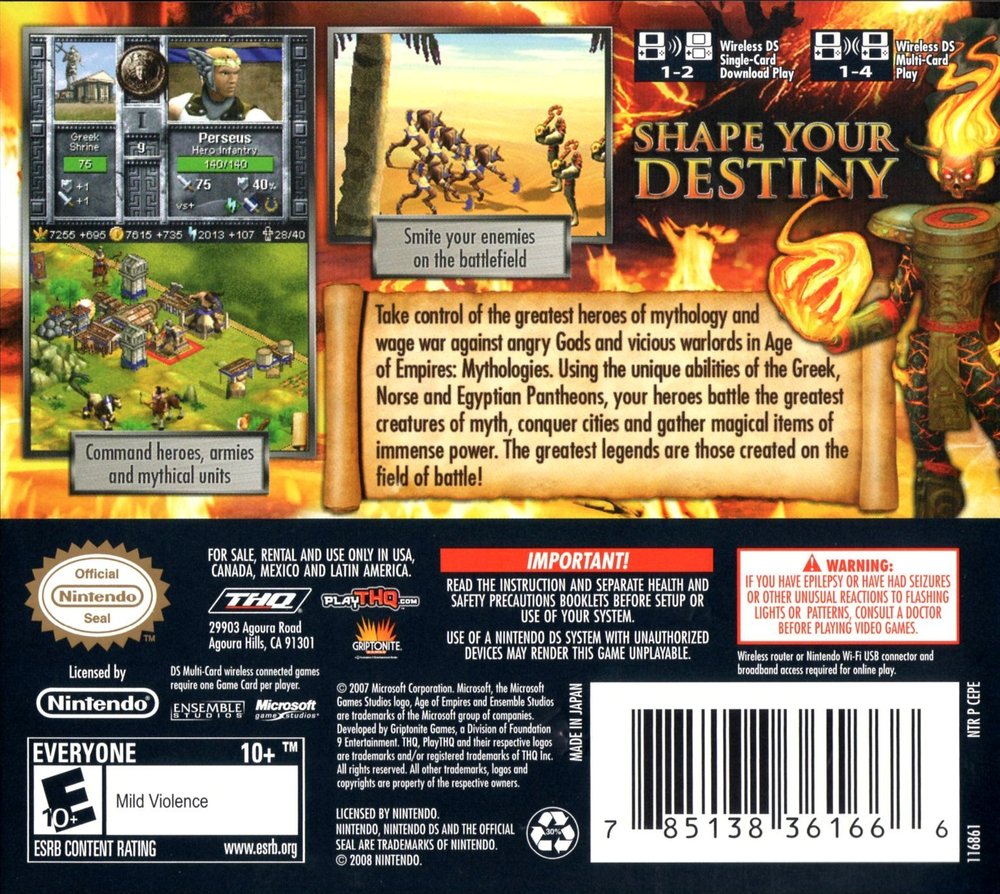 Greek
Shrine
75
+1
+1
I
9
Perseus
Hero Infantry
140/140
75
40%
vs+
7255 +695 7615 +735 2013 +107 28/40
Command heroes, armies
and mythical units
Smite your enemies
on the battlefield
1-2
Wireless DS
Single-Card
Download Play
1-4
Wireless DS
Multi-Card
Play
SHAPE YOUR
DESTINY
Take control of the greatest heroes of mythology and
wage war against angry Gods and vicious warlords in Age
of Empires: Mythologies. Using the unique abilities of the Greek,
Norse and Egyptian Pantheons, your heroes battle the greatest
creatures of myth, conquer cities and gather magical items of
immense power. The greatest legends are those created on the
field of battle!
Official
Nintendo
Seal
TM
Licensed by
Nintendo®
FOR SALE, RENTAL AND USE ONLY IN USA,
CANADA, MEXICO AND LATIN AMERICA.
THQ®
PLAYTHQ.COM
29903 Agoura Road
Agoura Hills, CA 91301
GRIPTONITE
GAMES
DS Multi-Card wireless connected games
require one Game Card per player.
ENSEMBLE
STUDIOS
Microsoft
game studios®
EVERYONE 10+ TM
E
10+
Mild Violence
ESRB CONTENT RATING www.esrb.org
IMPORTANT!
READ THE INSTRUCTION AND SEPARATE HEALTH AND
SAFETY PRECAUTIONS BOOKLETS BEFORE SETUP OR
USE OF YOUR SYSTEM.
USE OF A NINTENDO DS SYSTEM WITH UNAUTHORIZED
DEVICES MAY RENDER THIS GAME UNPLAYABLE.
© 2007 Microsoft Corporation. Microsoft, the Microsoft
Games Studios logo, Age of Empires and Ensemble Studios
are trademarks of the Microsoft group of companies.
Developed by Griptonite Games, a Division of Foundation
9 Entertainment. THQ, PlayTHQ and their respective logos
are trademarks and/or registered trademarks of THQ Inc.
All rights reserved. All other trademarks, logos and
copyrights are property of the respective owners.
LICENSED BY NINTENDO.
NINTENDO, NINTENDO DS AND THE OFFICIAL
SEAL ARE TRADEMARKS OF NINTENDO.
© 2008 NINTENDO.
30%
MADE IN JAPAN
WARNING:
IF YOU HAVE EPILEPSY OR HAVE HAD SEIZURES
OR OTHER UNUSUAL REACTIONS TO FLASHING
LIGHTS OR PATTERNS, CONSULT A DOCTOR
BEFORE PLAYING VIDEO GAMES.
Wireless router or Nintendo Wi-Fi USB connector and
broadband access required for online play.
7 85138 36166 6
NTR P CEPE
116861